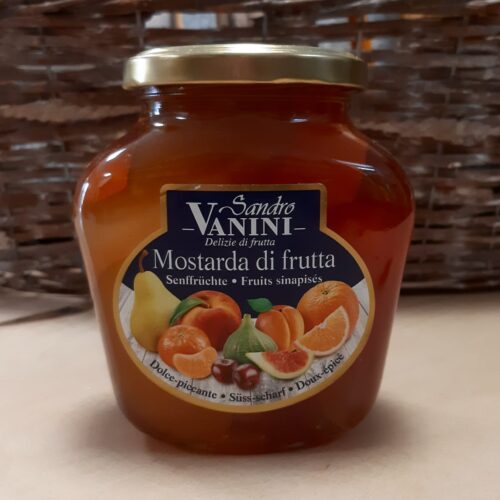 Sandro
VANINI
Delizie di frutta
Mostarda di frutta
Senffrüchte • Fruits sinapisés
Dolce-piccante • Süss-scharf • Doux-épicé